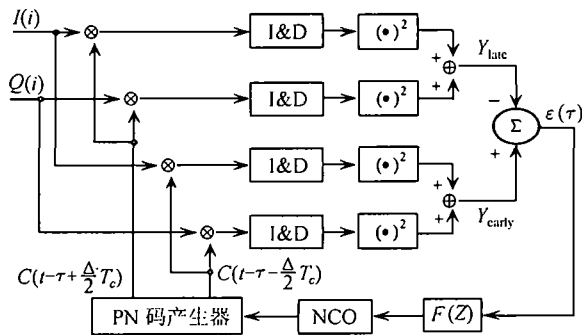 I(i)
I&D
(•)²
+
+
Y_late
Q(i)
I&D
(•)²
−
Σ
ε(τ)
+
I&D
(•)²
+
+
Y_early
I&D
(•)²
C(t−τ+Δ/2 T_c)
C(t−τ−Δ/2 T_c)
PN 码产生器
NCO
F(Z)